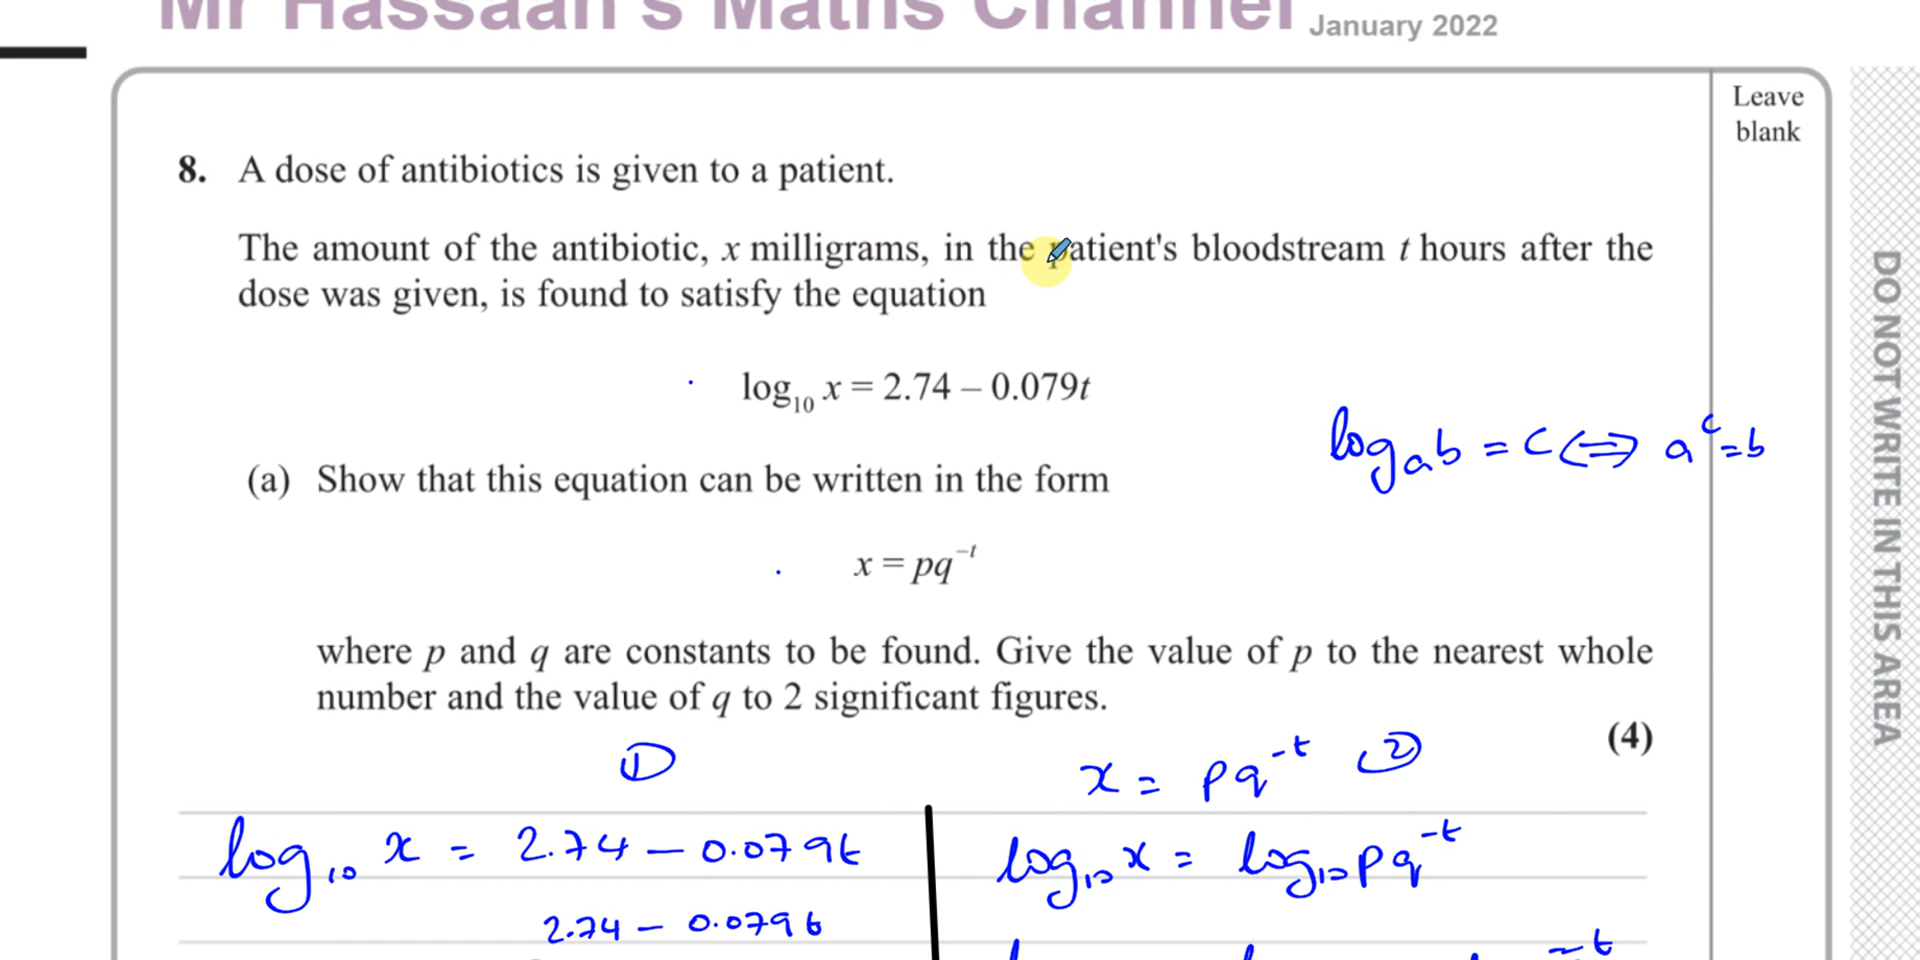 Mr Hassaan's Maths Channel
January 2022
Leave
blank
8. A dose of antibiotics is given to a patient.
The amount of the antibiotic, x milligrams, in the patient's bloodstream t hours after the
dose was given, is found to satisfy the equation
log₁₀ x = 2.74 – 0.079t
logₐb = c ⟺ aᶜ = b
(a) Show that this equation can be written in the form
x = pq⁻ᵗ
where p and q are constants to be found. Give the value of p to the nearest whole
number and the value of q to 2 significant figures.
(4)
①
x = pq⁻ᵗ ②
log₁₀ x = 2.74 – 0.079t
log₁₀ x = log₁₀ pq⁻ᵗ
2.74 – 0.079t
–t
DO NOT WRITE IN THIS AREA